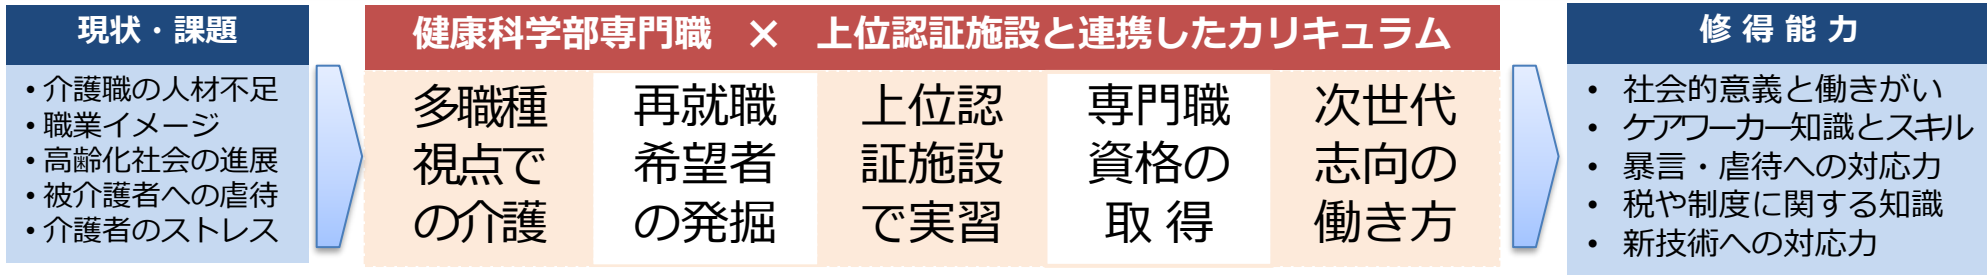 現状・課題
• 介護職の人材不足
• 職業イメージ
• 高齢化社会の進展
• 被介護者への虐待
• 介護者のストレス
健康科学部専門職　×　上位認証施設と連携したカリキュラム
多職種
視点で
の介護
再就職
希望者
の発掘
上位認
証施設
で実習
専門職
資格の
取 得
次世代
志向の
働き方
修 得 能 力
• 社会的意義と働きがい
• ケアワーカー知識とスキル
• 暴言・虐待への対応力
• 税や制度に関する知識
• 新技術への対応力